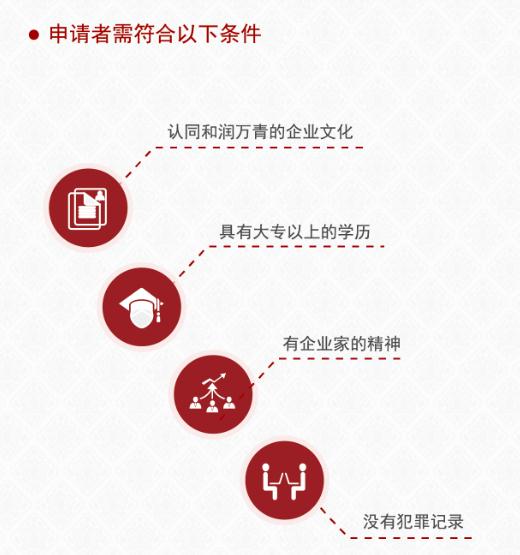 申请者需符合以下条件
认同和润万青的企业文化
具有大专以上的学历
有企业家的精神
没有犯罪记录